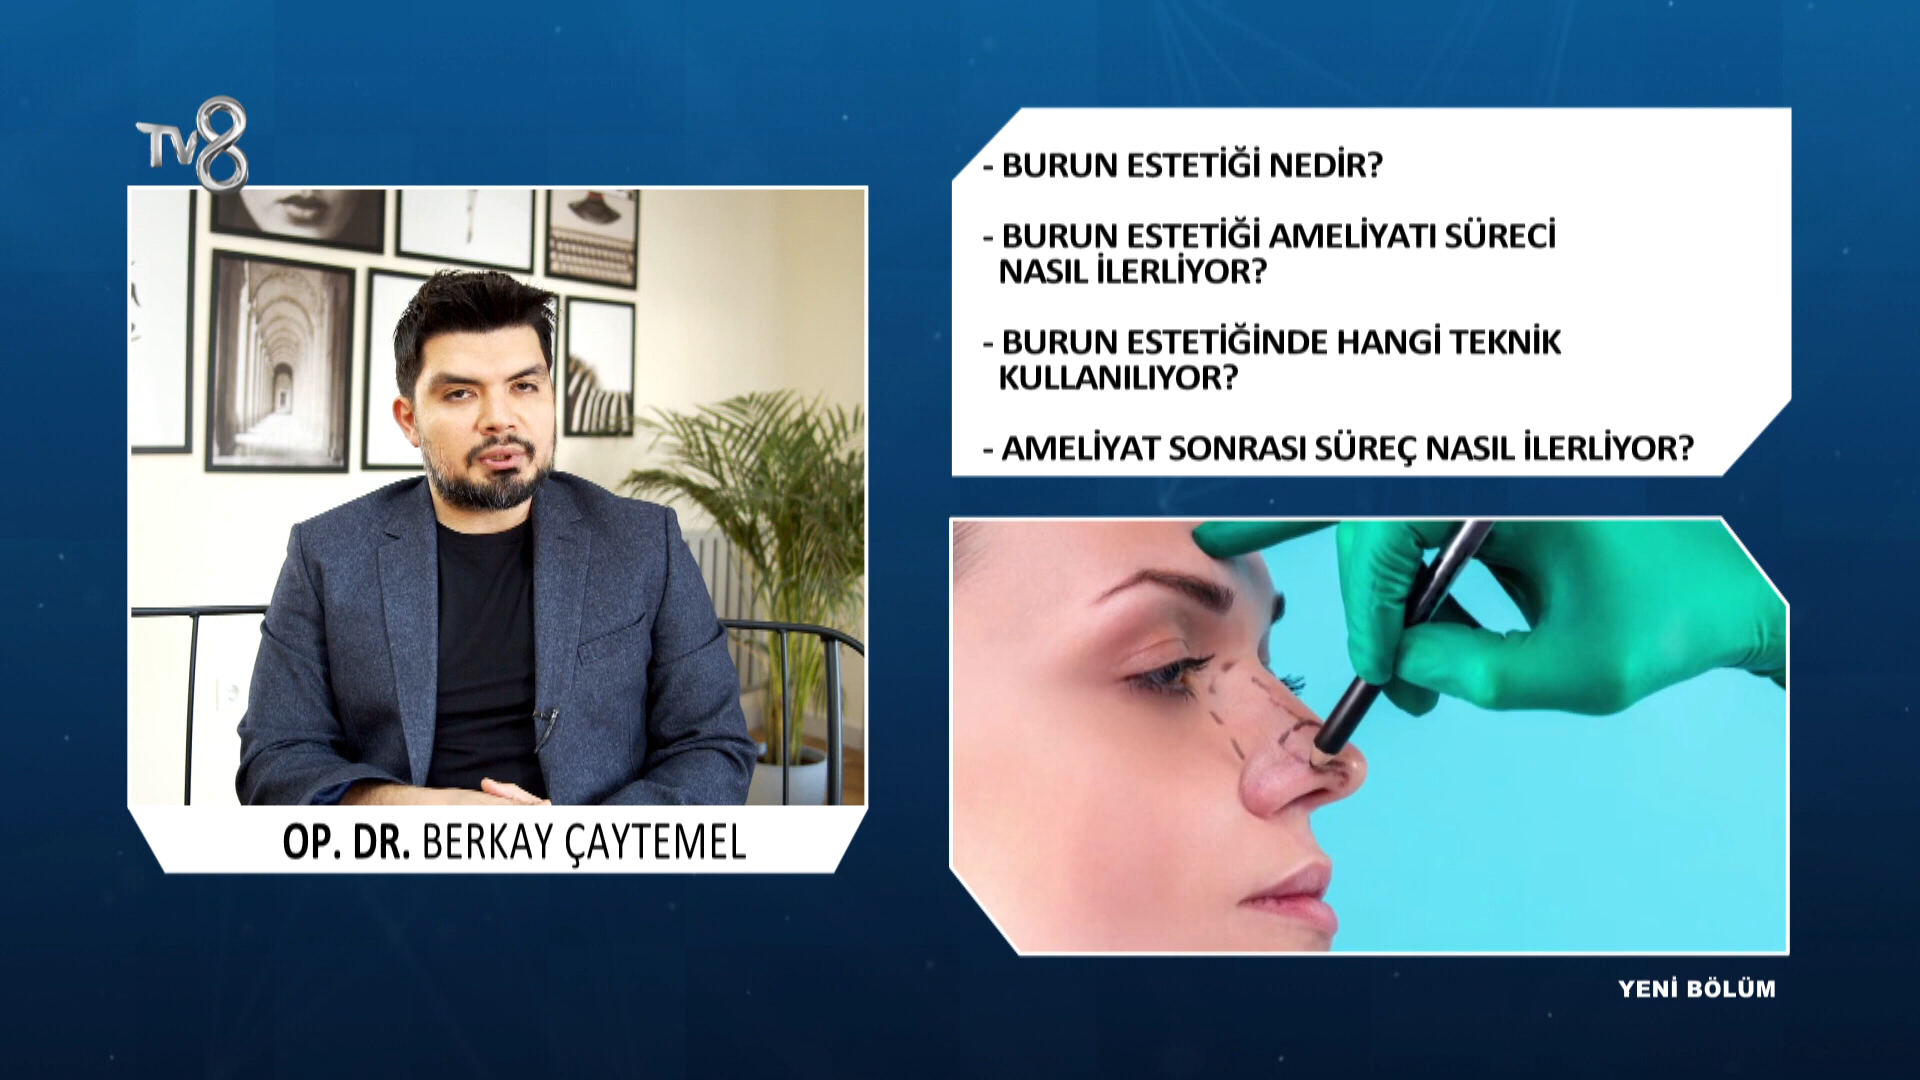 TV8
- BURUN ESTETİĞİ NEDİR?
- BURUN ESTETİĞİ AMELİYATI SÜRECİ
NASIL İLERLİYOR?
- BURUN ESTETİĞİNDE HANGİ TEKNİK
KULLANILIYOR?
- AMELİYAT SONRASI SÜREÇ NASIL İLERLİYOR?
OP. DR. BERKAY ÇAYTEMEL
YENİ BÖLÜM